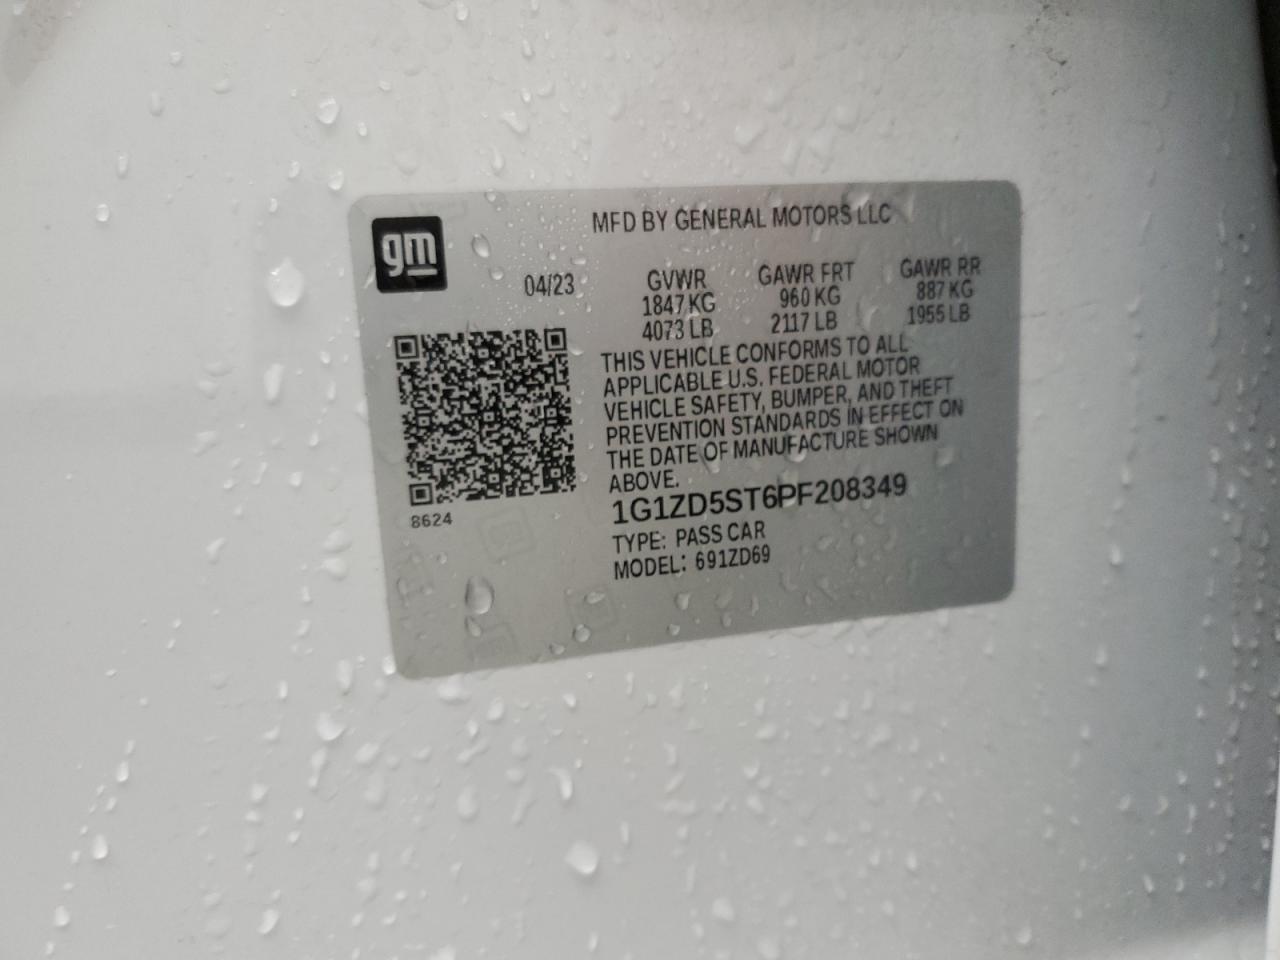 gm
MFD BY GENERAL MOTORS LLC
04/23
GVWR GAWR FRT GAWR RR
1847 KG 960 KG 887 KG
4073 LB 2117 LB 1955 LB
THIS VEHICLE CONFORMS TO ALL
APPLICABLE U.S. FEDERAL MOTOR
VEHICLE SAFETY, BUMPER, AND THEFT
PREVENTION STANDARDS IN EFFECT ON
THE DATE OF MANUFACTURE SHOWN
ABOVE.
8624
1G1ZD5ST6PF208349
TYPE: PASS CAR
MODEL: 691ZD69